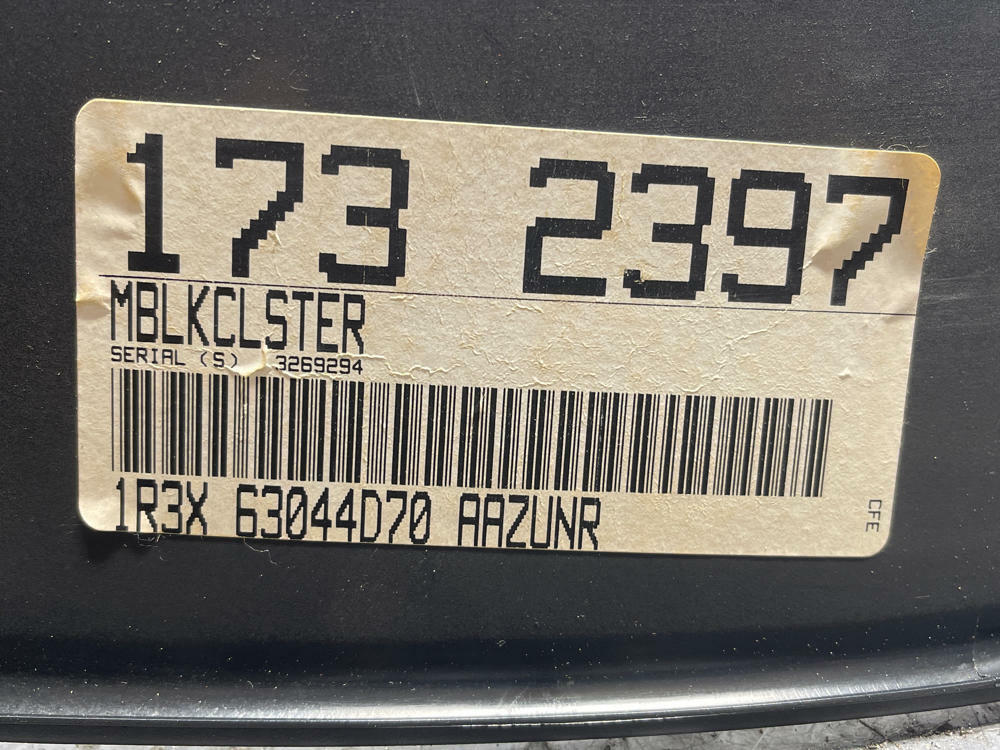 173 2397
MBLKCLSTER
SERIAL (S) 3269294
1R3X 63044D70 AAZUNR
CFE